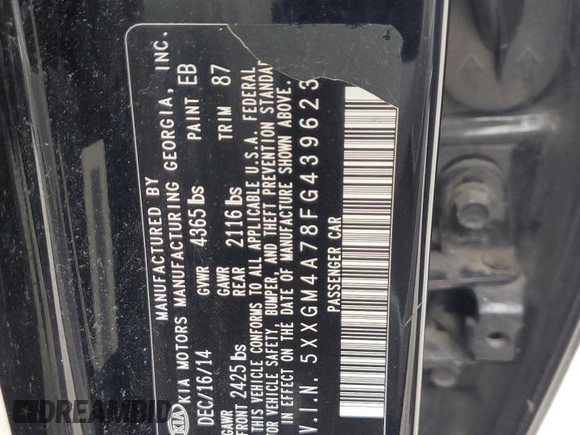 MANUFACTURED BY
KIA KIA MOTORS MANUFACTURING GEORGIA, INC.
DEC/16/14 GVWR 4365 lbs PAINT EB
GAWR FRONT 2425 lbs GAWR REAR 2116 lbs TRIM 87
THIS VEHICLE CONFORMS TO ALL APPLICABLE U.S.A. FEDERAL
MOTOR VEHICLE SAFETY, BUMPER, AND THEFT PREVENTION STANDAR
IN EFFECT ON THE DATE OF MANUFACTURE SHOWN ABOVE.
V.I.N. 5XXGM4A78FG439623
PASSENGER CAR
DREAMBID